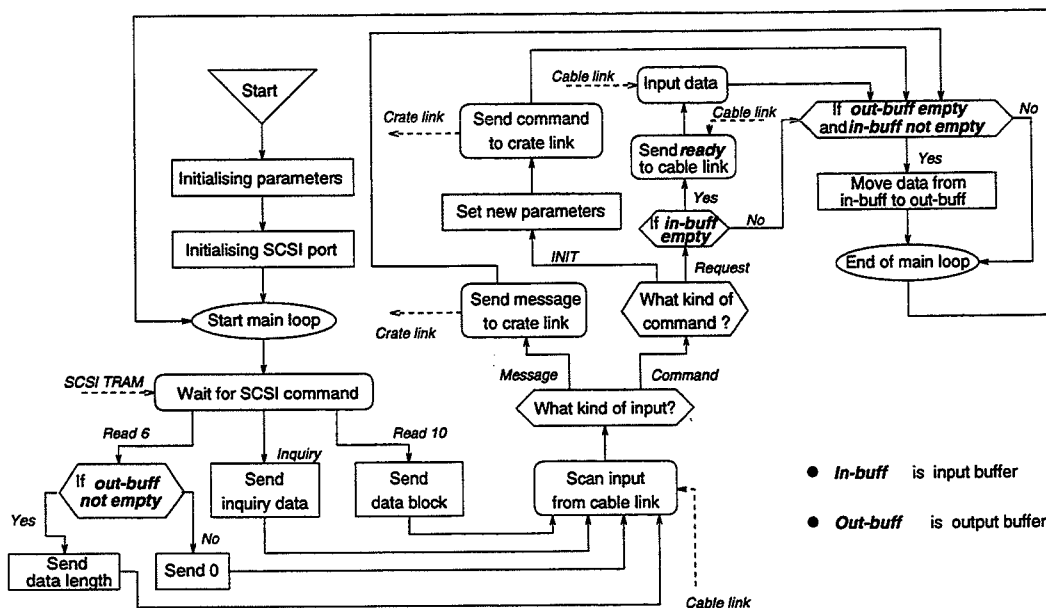 Start
Initialising parameters
Initialising SCSI port
Start main loop
SCSI TRAM
Wait for SCSI command
Read 6
Inquiry
Read 10
If out-buff
not empty
Yes
No
Send
data length
Send 0
Send
inquiry data
Send
data block
Scan input
from cable link
Cable link
What kind of input?
Message
Command
Send message
to crate link
Crate link
What kind of
command ?
INIT
Request
Set new parameters
Send command
to crate link
Crate link
If in-buff
empty
Yes
No
Send ready
to cable link
Cable link
Input data
Cable link
If out-buff empty
and in-buff not empty
No
Yes
Move data from
in-buff to out-buff
End of main loop
● In-buff is input buffer
● Out-buff is output buffer